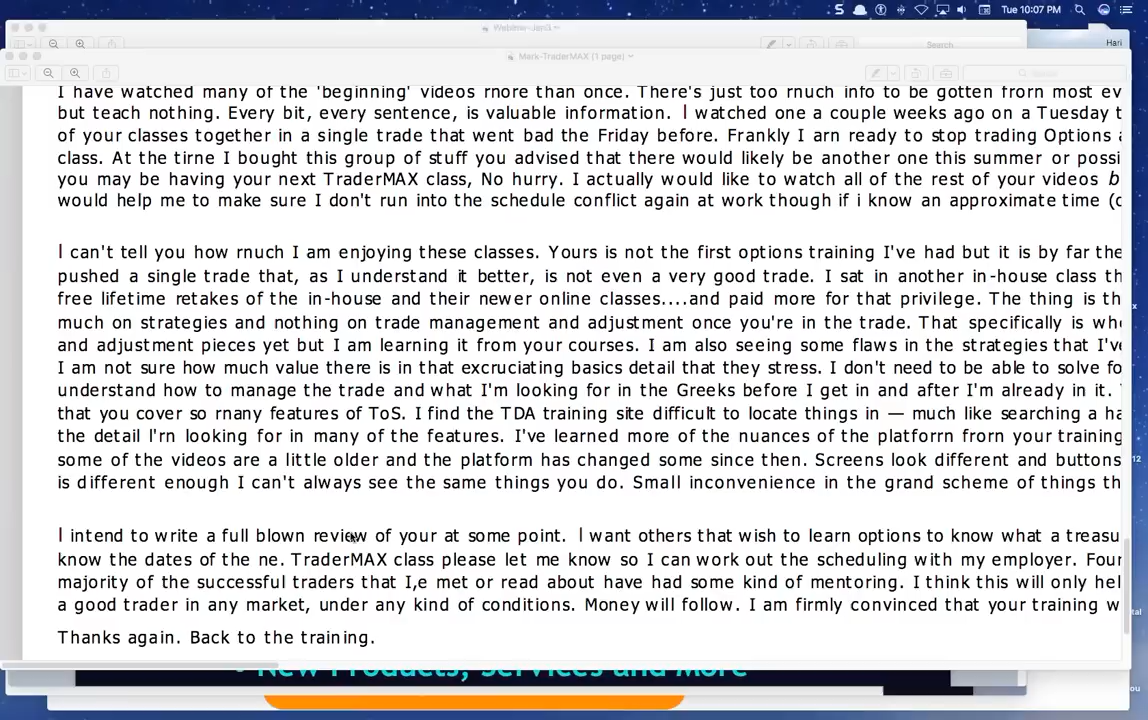 Tue 10:07 PM
Webinar-JanG
Search
Hari
Mark-TraderMAX (1 page)
I have watched many of the 'beginning' videos rnore than once. There's just too rnuch info to be gotten frorn most ev
but teach nothing. Every bit, every sentence, is valuable information. I watched one a couple weeks ago on a Tuesday t
of your classes together in a single trade that went bad the Friday before. Frankly I arn ready to stop trading Options a
class. At the tirne I bought this group of stuff you advised that there would likely be another one this summer or possi
you may be having your next TraderMAX class, No hurry. I actually would like to watch all of the rest of your videos b
would help me to make sure I don't run into the schedule conflict again at work though if i know an approximate time (
I can't tell you how rnuch I am enjoying these classes. Yours is not the first options training I've had but it is by far the
pushed a single trade that, as I understand it better, is not even a very good trade. I sat in another in-house class th
free lifetime retakes of the in-house and their newer online classes....and paid more for that privilege. The thing is th
much on strategies and nothing on trade management and adjustment once you're in the trade. That specifically is whe
and adjustment pieces yet but I am learning it from your courses. I am also seeing some flaws in the strategies that I've
I am not sure how much value there is in that excruciating basics detail that they stress. I don't need to be able to solve fo
understand how to manage the trade and what I'm looking for in the Greeks before I get in and after I'm already in it.
that you cover so rnany features of ToS. I find the TDA training site difficult to locate things in — much like searching a ha
the detail I'rn looking for in many of the features. I've learned more of the nuances of the platforrn frorn your training
some of the videos are a little older and the platform has changed some since then. Screens look different and buttons
is different enough I can't always see the same things you do. Small inconvenience in the grand scheme of things th
I intend to write a full blown review of your at some point. I want others that wish to learn options to know what a treasu
know the dates of the ne. TraderMAX class please let me know so I can work out the scheduling with my employer. Four
majority of the successful traders that I,e met or read about have had some kind of mentoring. I think this will only hel
a good trader in any market, under any kind of conditions. Money will follow. I am firmly convinced that your training w
Thanks again. Back to the training.
New Products, Services and More